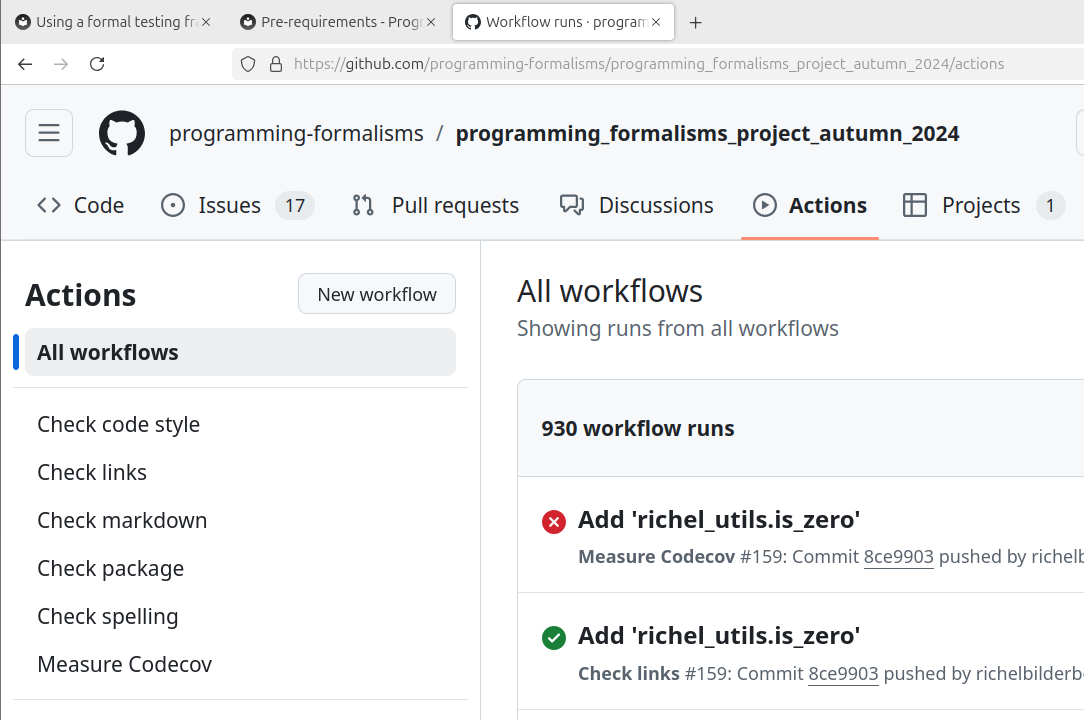 Using a formal testing fra
Pre-requirements - Progr
Workflow runs · program
https://github.com/programming-formalisms/programming_formalisms_project_autumn_2024/actions
programming-formalisms / programming_formalisms_project_autumn_2024
Code
Issues 17
Pull requests
Discussions
Actions
Projects 1
Actions
New workflow
All workflows
Check code style
Check links
Check markdown
Check package
Check spelling
Measure Codecov
All workflows
Showing runs from all workflows
930 workflow runs
Add 'richel_utils.is_zero'
Measure Codecov #159: Commit 8ce9903 pushed by richelb
Add 'richel_utils.is_zero'
Check links #159: Commit 8ce9903 pushed by richelbilderb